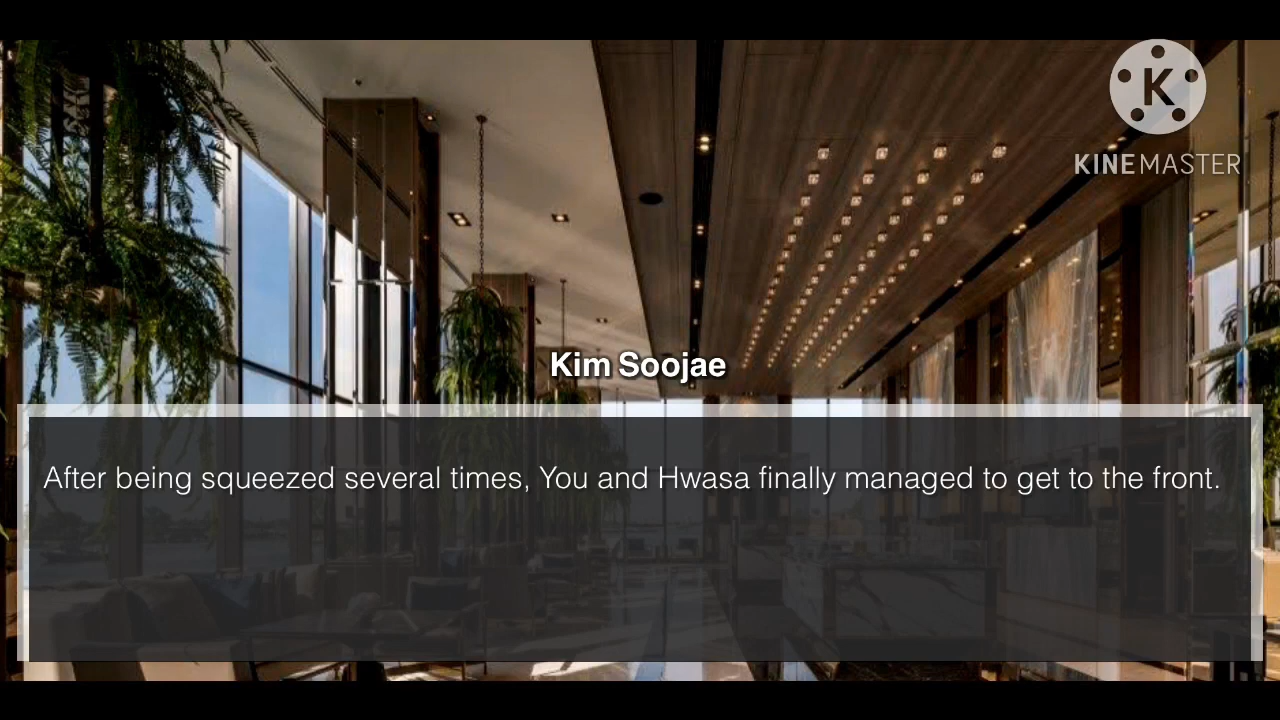 K
KINEMASTER
Kim Soojae
After being squeezed several times, You and Hwasa finally managed to get to the front.